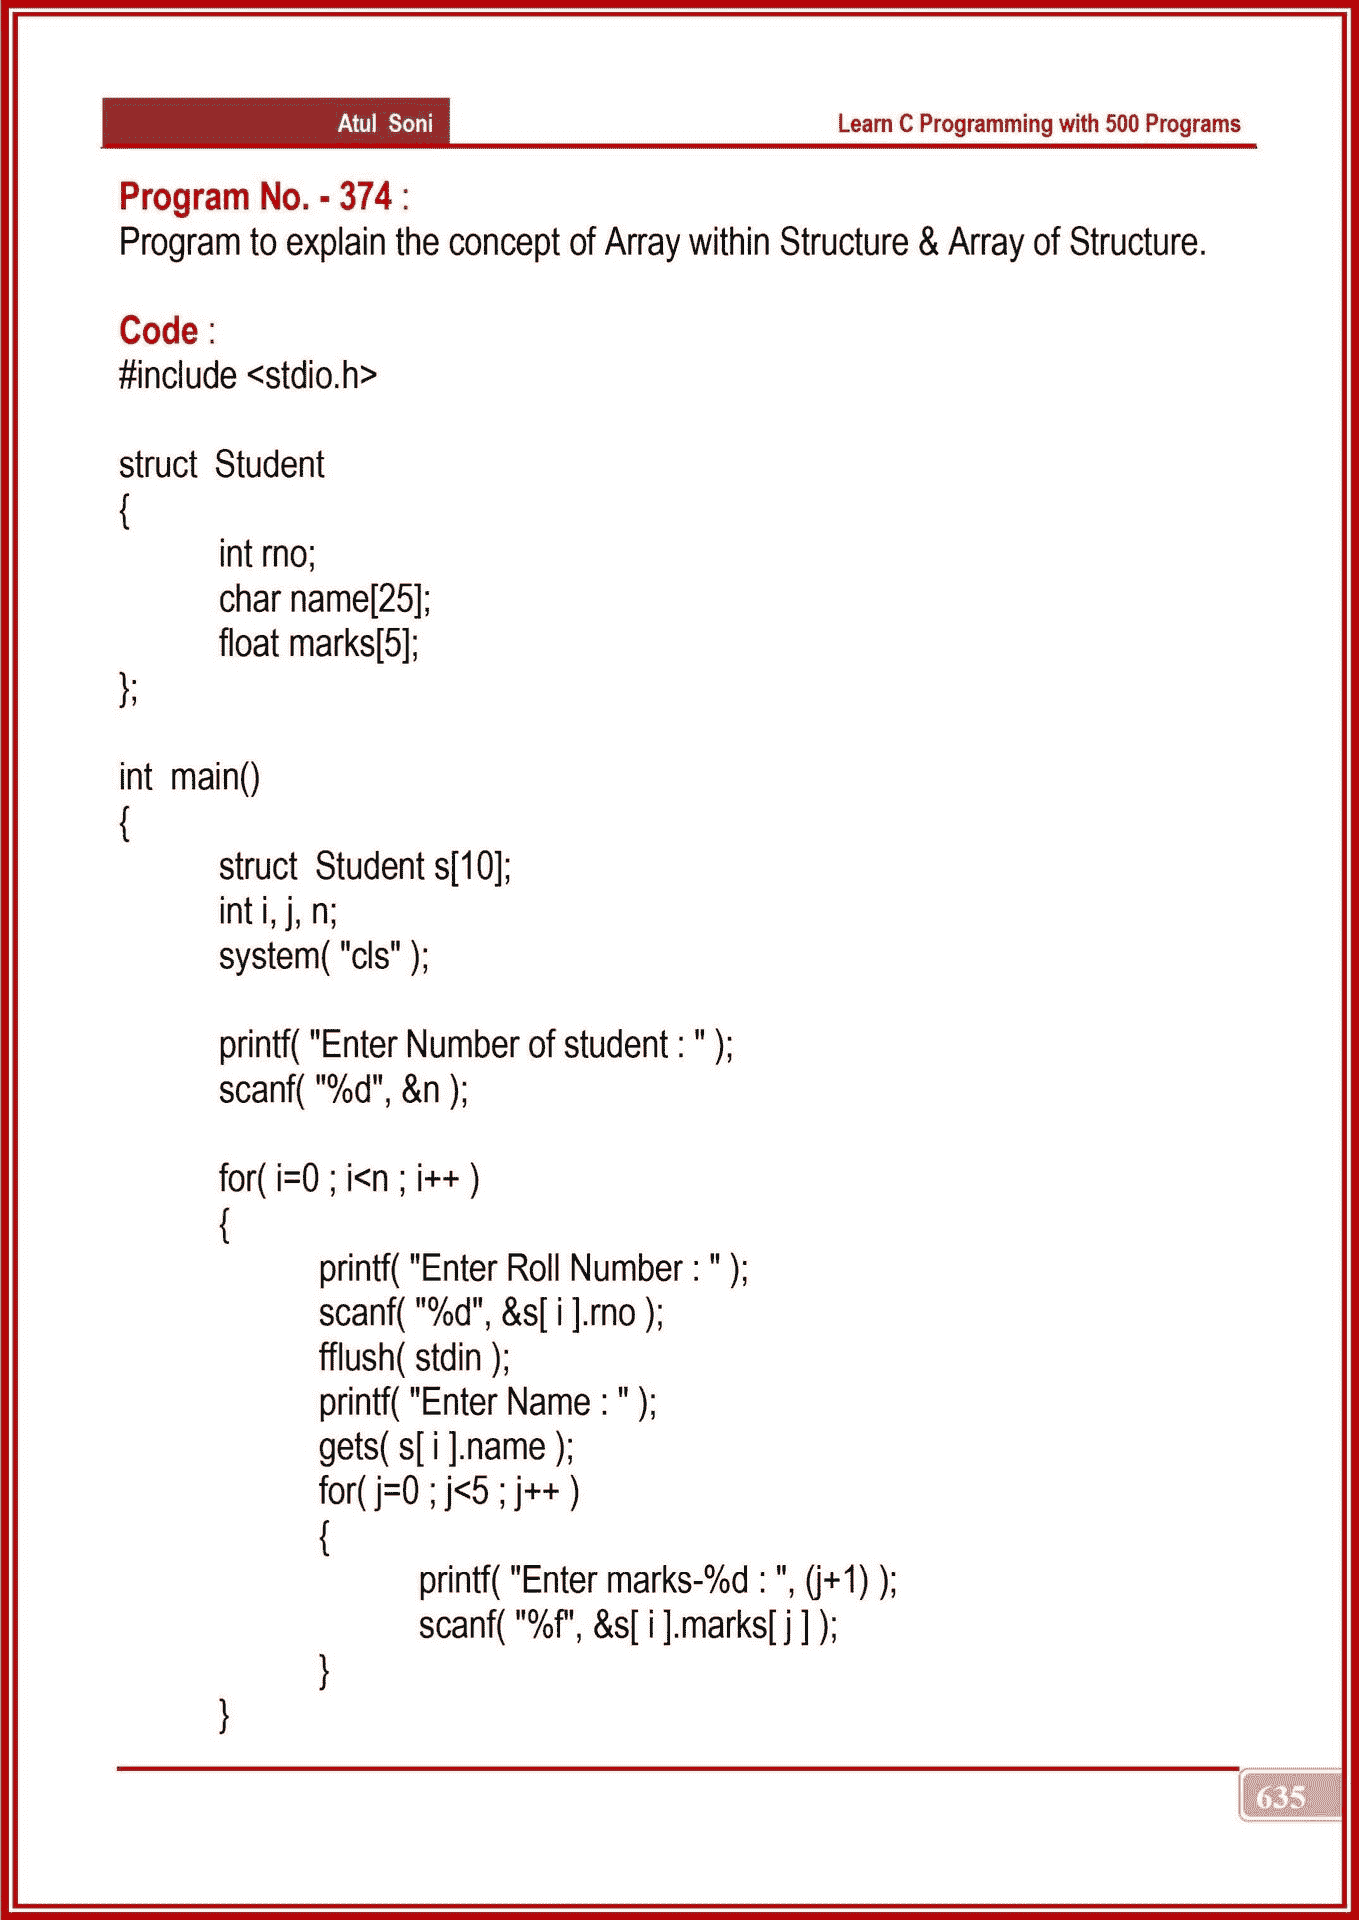 Atul  Soni
Learn C Programming with 500 Programs
Program No. - 374 :
Program to explain the concept of Array within Structure & Array of Structure.
Code :
#include <stdio.h>
struct  Student
{
int rno;
char name[25];
float marks[5];
};
int  main()
{
struct  Student s[10];
int i, j, n;
system( "cls" );
printf( "Enter Number of student : " );
scanf( "%d", &n );
for( i=0 ; i<n ; i++ )
{
printf( "Enter Roll Number : " );
scanf( "%d", &s[ i ].rno );
fflush( stdin );
printf( "Enter Name : " );
gets( s[ i ].name );
for( j=0 ; j<5 ; j++ )
{
printf( "Enter marks-%d : ", (j+1) );
scanf( "%f", &s[ i ].marks[ j ] );
}
}
635